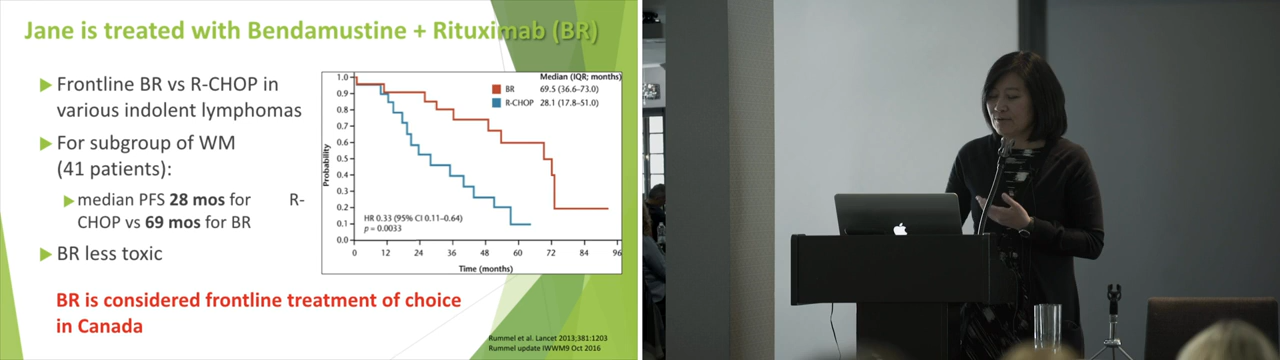 Jane is treated with Bendamustine + Rituximab (BR)
Frontline BR vs R-CHOP in
various indolent lymphomas
For subgroup of WM
(41 patients):
median PFS 28 mos for R-
CHOP vs 69 mos for BR
BR less toxic
BR is considered frontline treatment of choice
in Canada
Median (IQR; months)
BR 69.5 (36.6–73.0)
R-CHOP 28.1 (17.8–51.0)
Probability
1.0
0.9
0.8
0.7
0.6
0.5
0.4
0.3
0.2
0.1
0.0
HR 0.33 (95% CI 0.11–0.64)
p = 0.0033
0 12 24 36 48 60 72 84 96
Time (months)
Rummel et al. Lancet 2013;381:1203
Rummel update IWWM9 Oct 2016